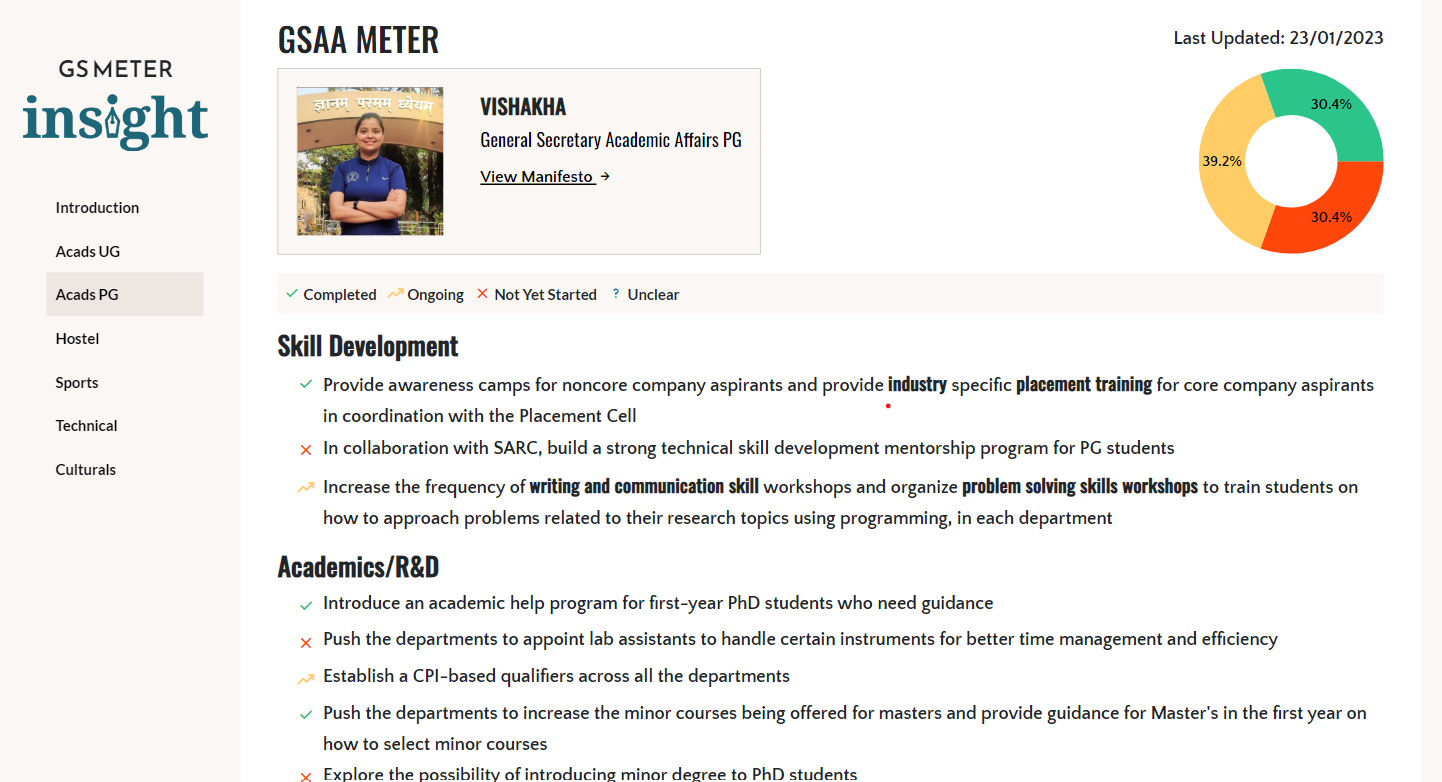 GS METER
insight
Introduction
Acads UG
Acads PG
Hostel
Sports
Technical
Culturals
GSAA METER
Last Updated: 23/01/2023
ज्ञानम् परमम् ध्येयम्
VISHAKHA
General Secretary Academic Affairs PG
View Manifesto →
30.4%
39.2%
30.4%
Completed Ongoing Not Yet Started ? Unclear
Skill Development
Provide awareness camps for noncore company aspirants and provide industry specific placement training for core company aspirants
in coordination with the Placement Cell
In collaboration with SARC, build a strong technical skill development mentorship program for PG students
Increase the frequency of writing and communication skill workshops and organize problem solving skills workshops to train students on
how to approach problems related to their research topics using programming, in each department
Academics/R&D
Introduce an academic help program for first-year PhD students who need guidance
Push the departments to appoint lab assistants to handle certain instruments for better time management and efficiency
Establish a CPI-based qualifiers across all the departments
Push the departments to increase the minor courses being offered for masters and provide guidance for Master's in the first year on
how to select minor courses
Explore the possibility of introducing minor degree to PhD students